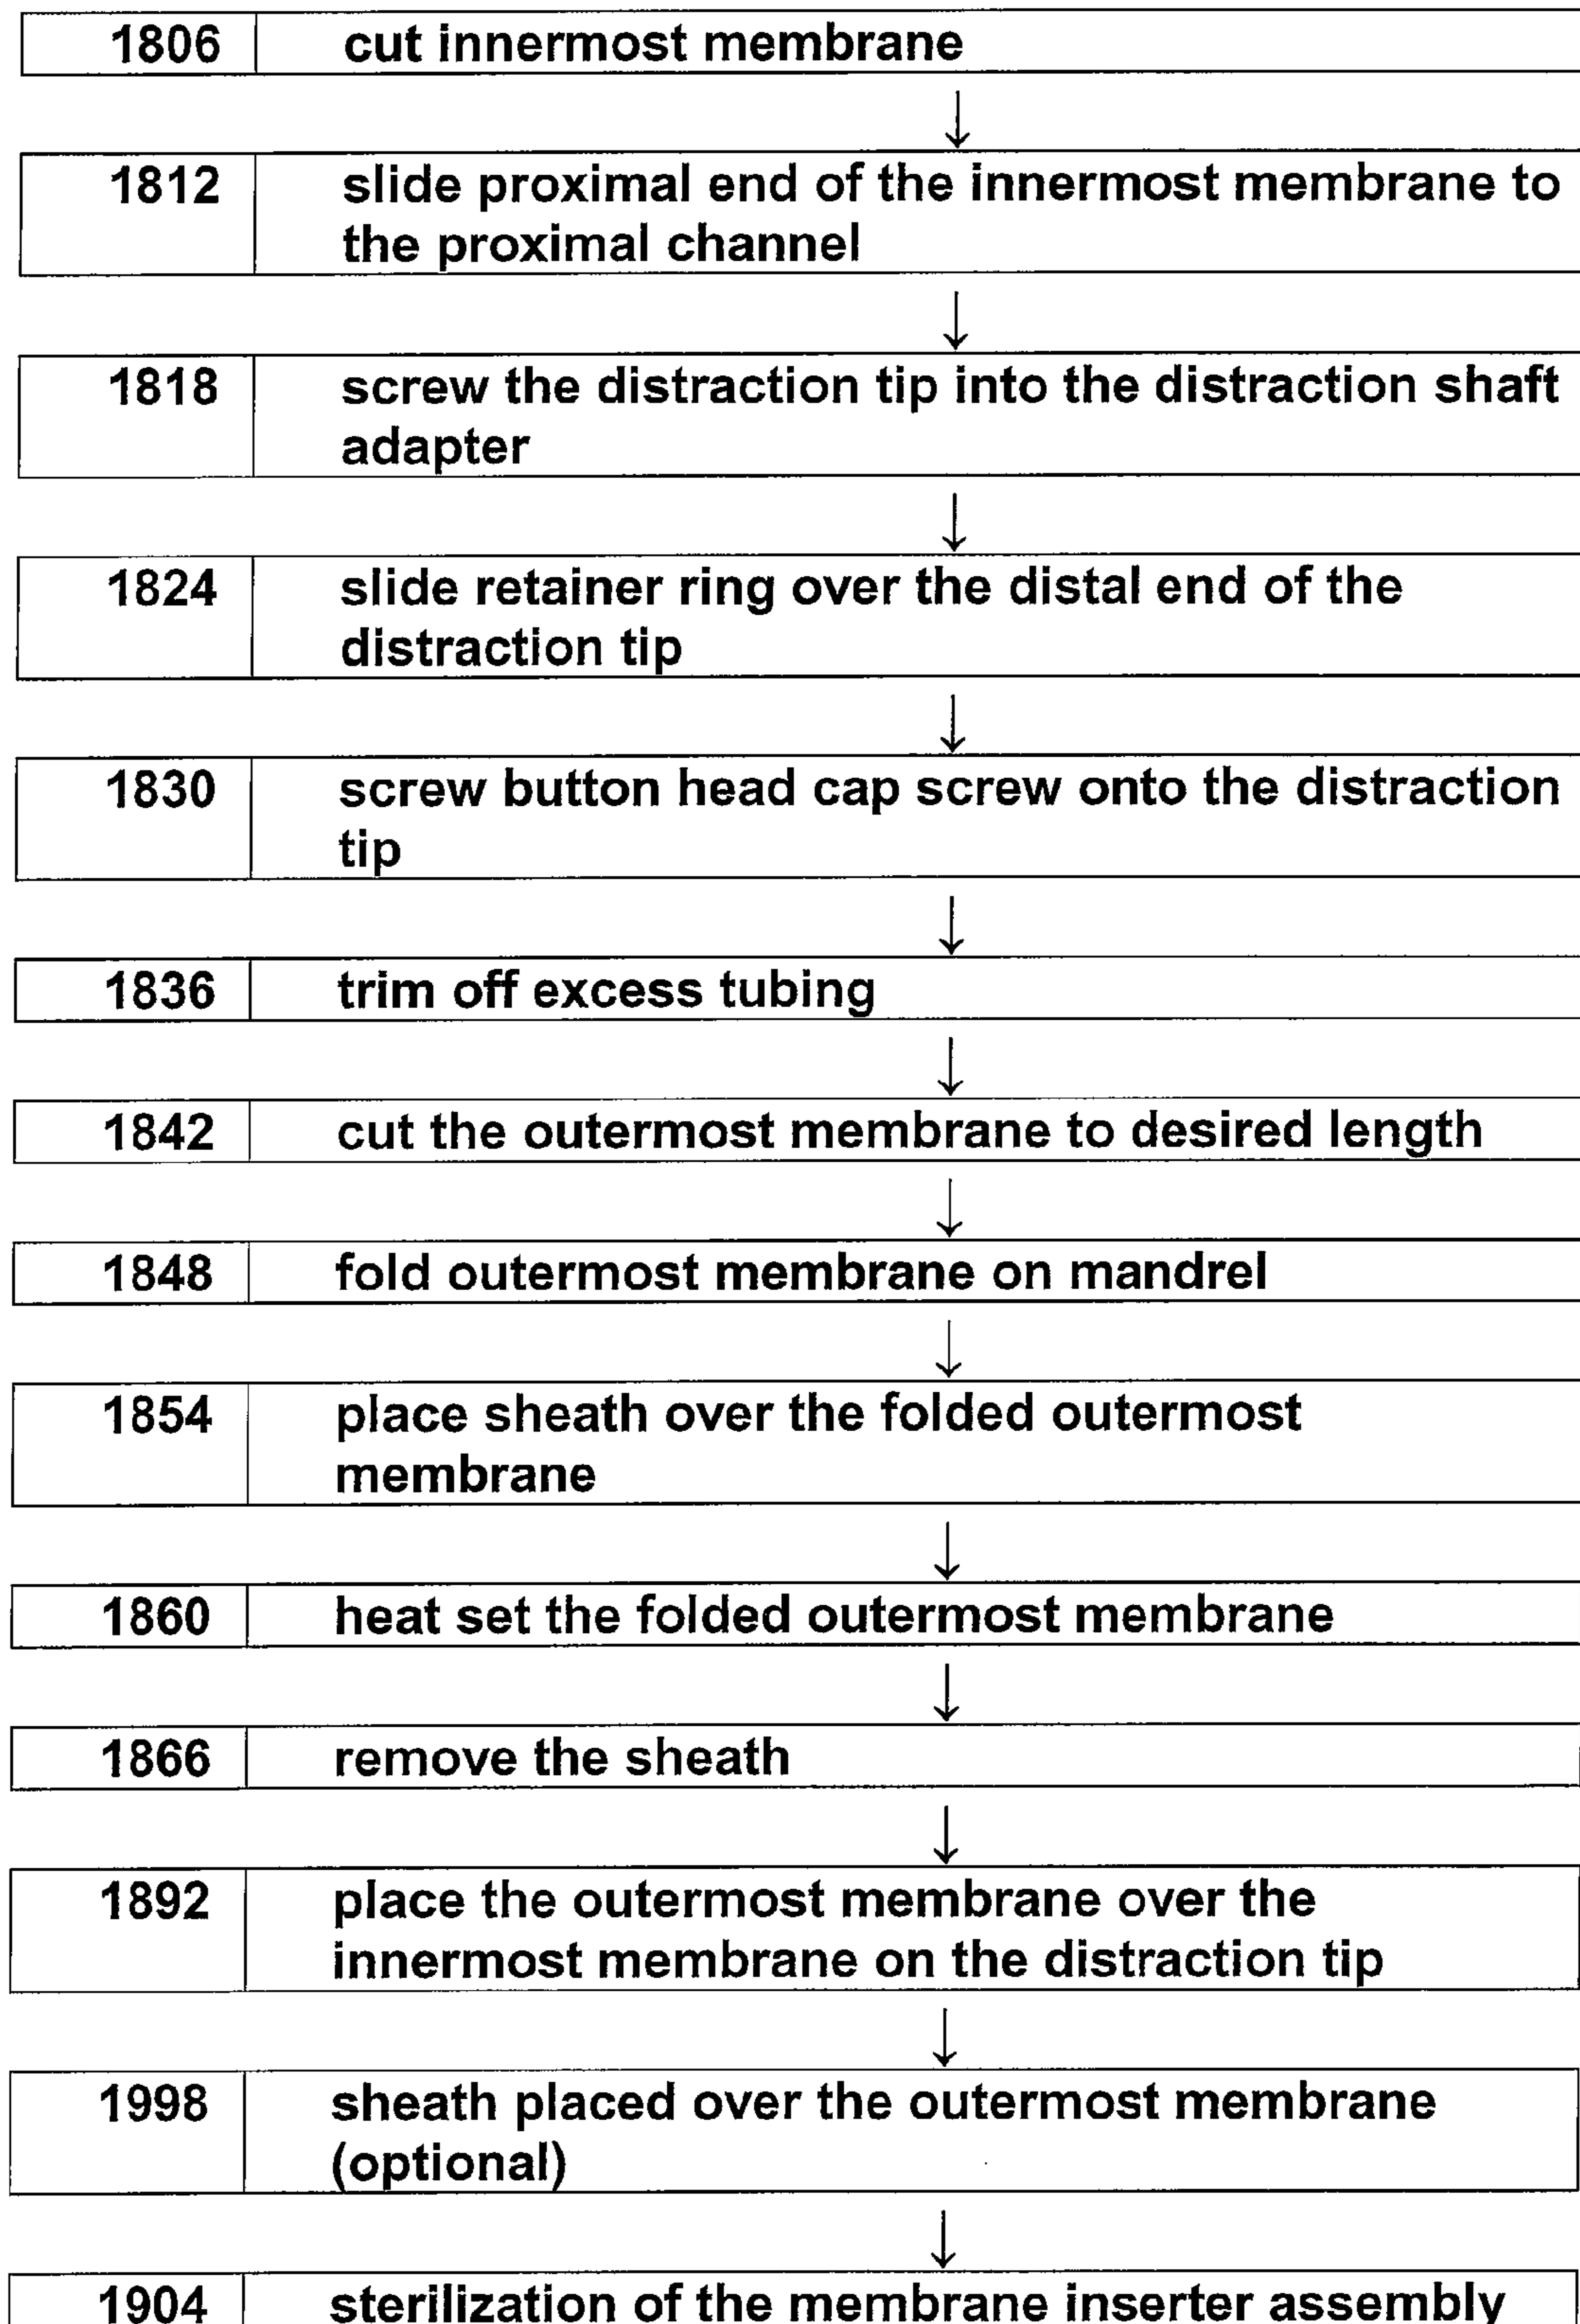 1806 cut innermost membrane
1812 slide proximal end of the innermost membrane to
the proximal channel
1818 screw the distraction tip into the distraction shaft
adapter
1824 slide retainer ring over the distal end of the
distraction tip
1830 screw button head cap screw onto the distraction
tip
1836 trim off excess tubing
1842 cut the outermost membrane to desired length
1848 fold outermost membrane on mandrel
1854 place sheath over the folded outermost
membrane
1860 heat set the folded outermost membrane
1866 remove the sheath
1892 place the outermost membrane over the
innermost membrane on the distraction tip
1998 sheath placed over the outermost membrane
(optional)
1904 sterilization of the membrane inserter assembly